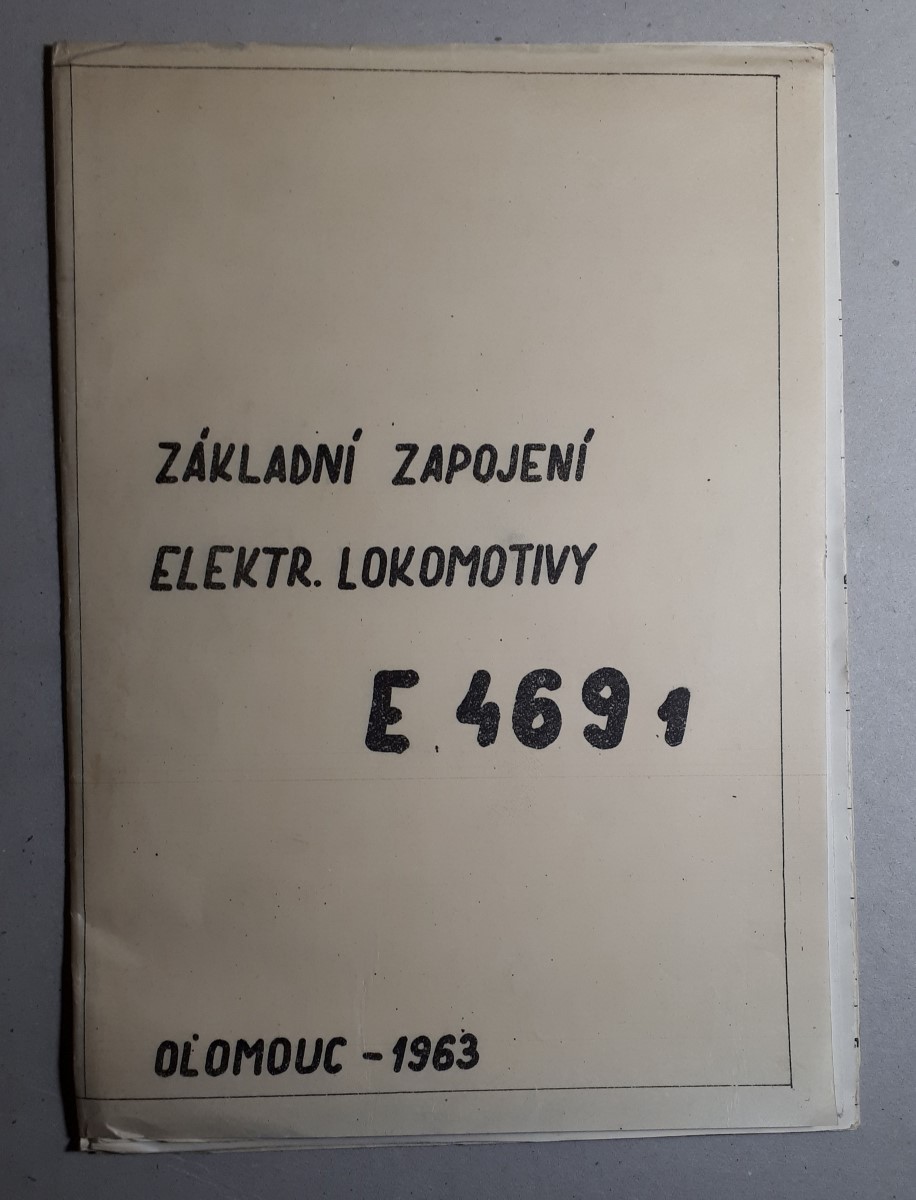 ZÁKLADNÍ ZAPOJENÍ
ELEKTR. LOKOMOTIVY
E 469 1
OLOMOUC - 1963